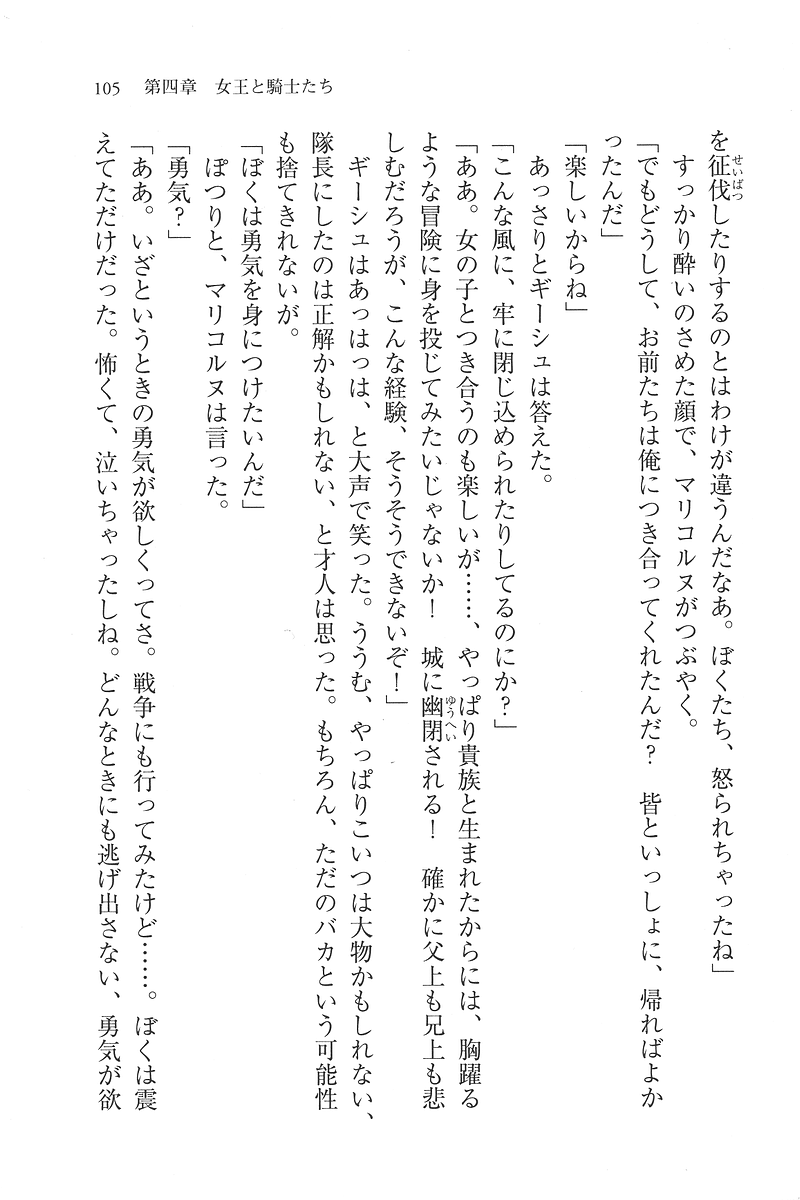 105　第四章　女王と騎士たち
を征伐したりするのとはわけが違うんだなあ。ぼくたち、怒られちゃったね」
すっかり酔いのさめた顔で、マリコルヌがつぶやく。
「でもどうして、お前たちは俺につき合ってくれたんだ？　皆といっしょに、帰ればよか
ったんだ」
「楽しいからね」
あっさりとギーシュは答えた。
「こんな風に、牢に閉じ込められたりしてるのにか？」
「ああ。女の子とつき合うのも楽しいが……、やっぱり貴族と生まれたからには、胸躍る
ような冒険に身を投じてみたいじゃないか！　城に幽閉される！　確かに父上も兄上も悲
しむだろうが、こんな経験、そうそうできないぞ！」
ギーシュはあっはっは、と大声で笑った。ううむ、やっぱりこいつは大物かもしれない、
隊長にしたのは正解かもしれない、と才人は思った。もちろん、ただのバカという可能性
も捨てきれないが。
「ぼくは勇気を身につけたいんだ」
ぽつりと、マリコルヌは言った。
「勇気？」
「ああ。いざというときの勇気が欲しくってさ。戦争にも行ってみたけど……。ぼくは震
えてただけだった。怖くて、泣いちゃったしね。どんなときにも逃げ出さない、勇気が欲
せいばつ
ゆうへい